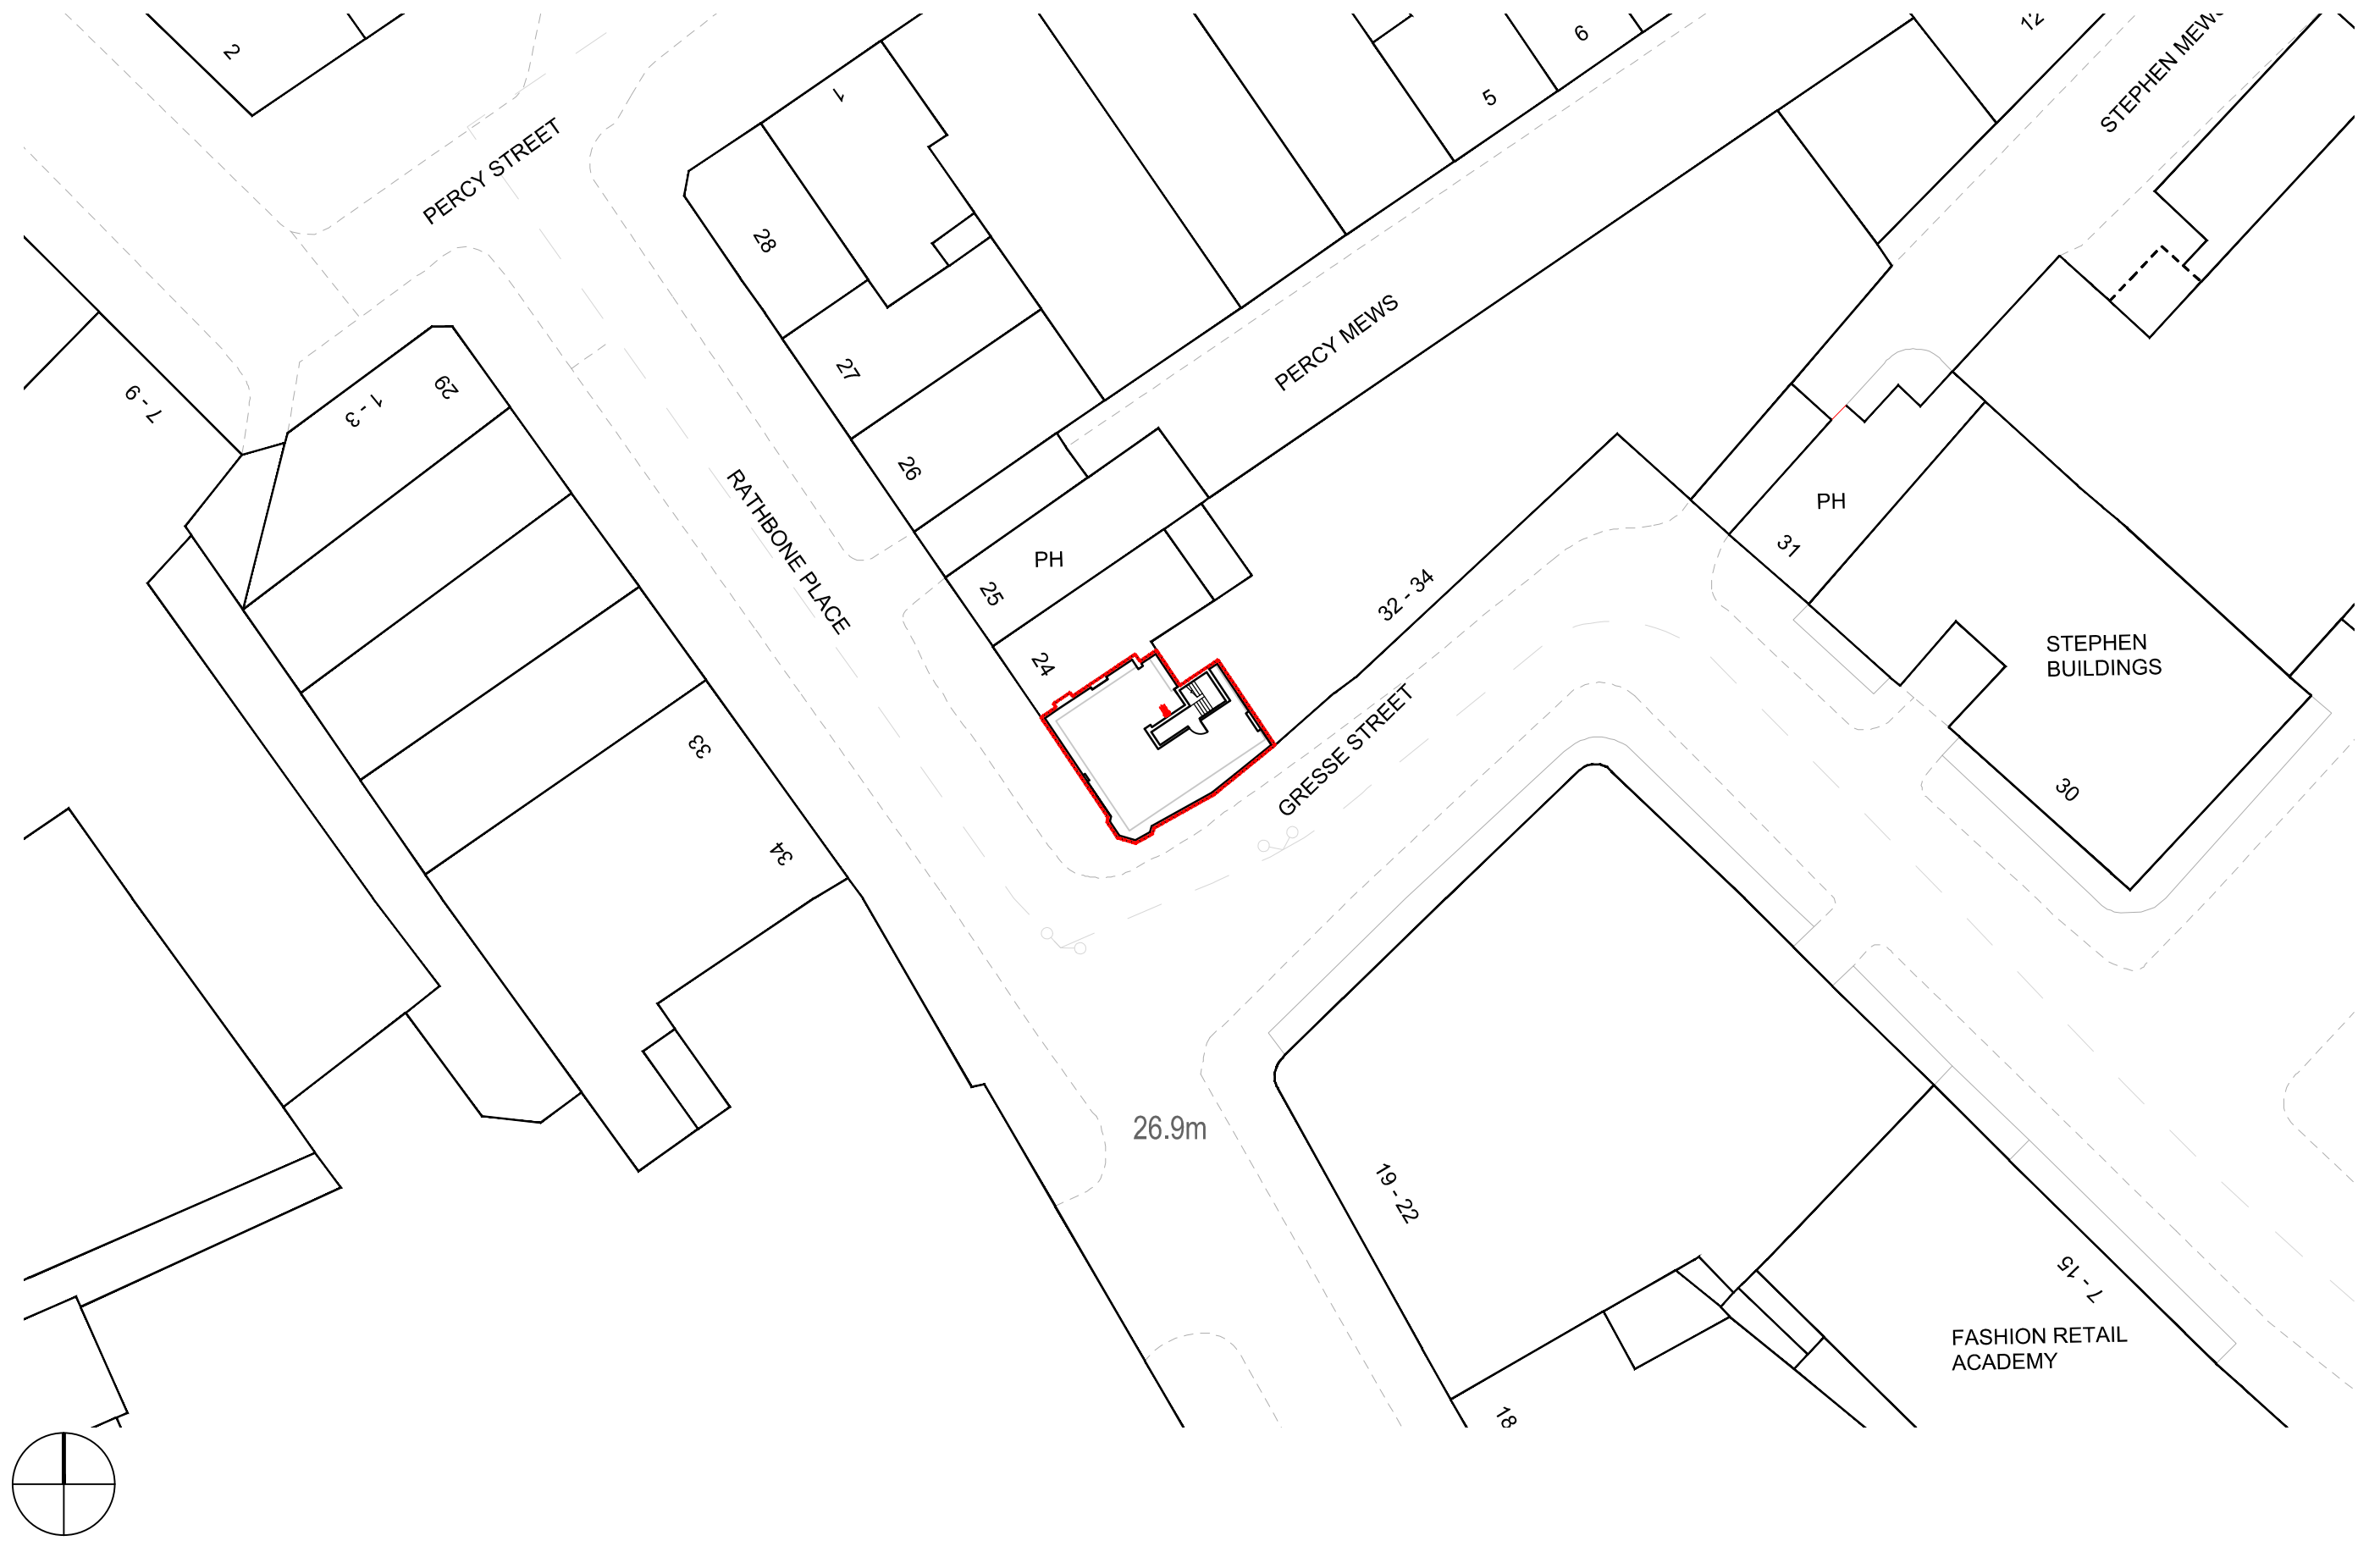 2
12
STEPHEN MEWS
6
5
1
PERCY STREET
28
PERCY MEWS
27
29
1 - 3
7 - 9
26
RATHBONE PLACE
PH
PH
31
25
32 - 34
24
STEPHEN
BUILDINGS
GRESSE STREET
33
30
34
26.9m
19 - 22
7 - 15
FASHION RETAIL
ACADEMY
18